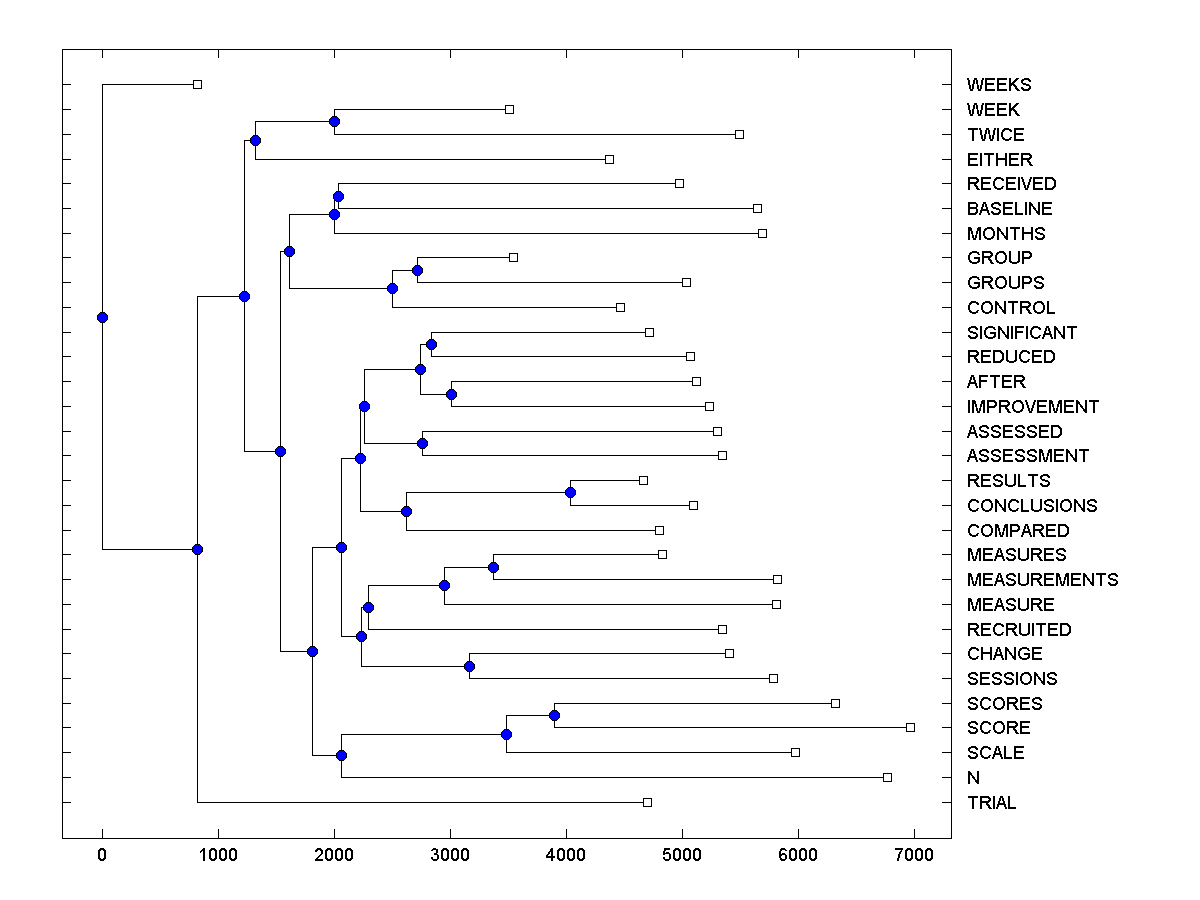 WEEKS
WEEK
TWICE
EITHER
RECEIVED
BASELINE
MONTHS
GROUP
GROUPS
CONTROL
SIGNIFICANT
REDUCED
AFTER
IMPROVEMENT
ASSESSED
ASSESSMENT
RESULTS
CONCLUSIONS
COMPARED
MEASURES
MEASUREMENTS
MEASURE
RECRUITED
CHANGE
SESSIONS
SCORES
SCORE
SCALE
N
TRIAL
0 1000 2000 3000 4000 5000 6000 7000